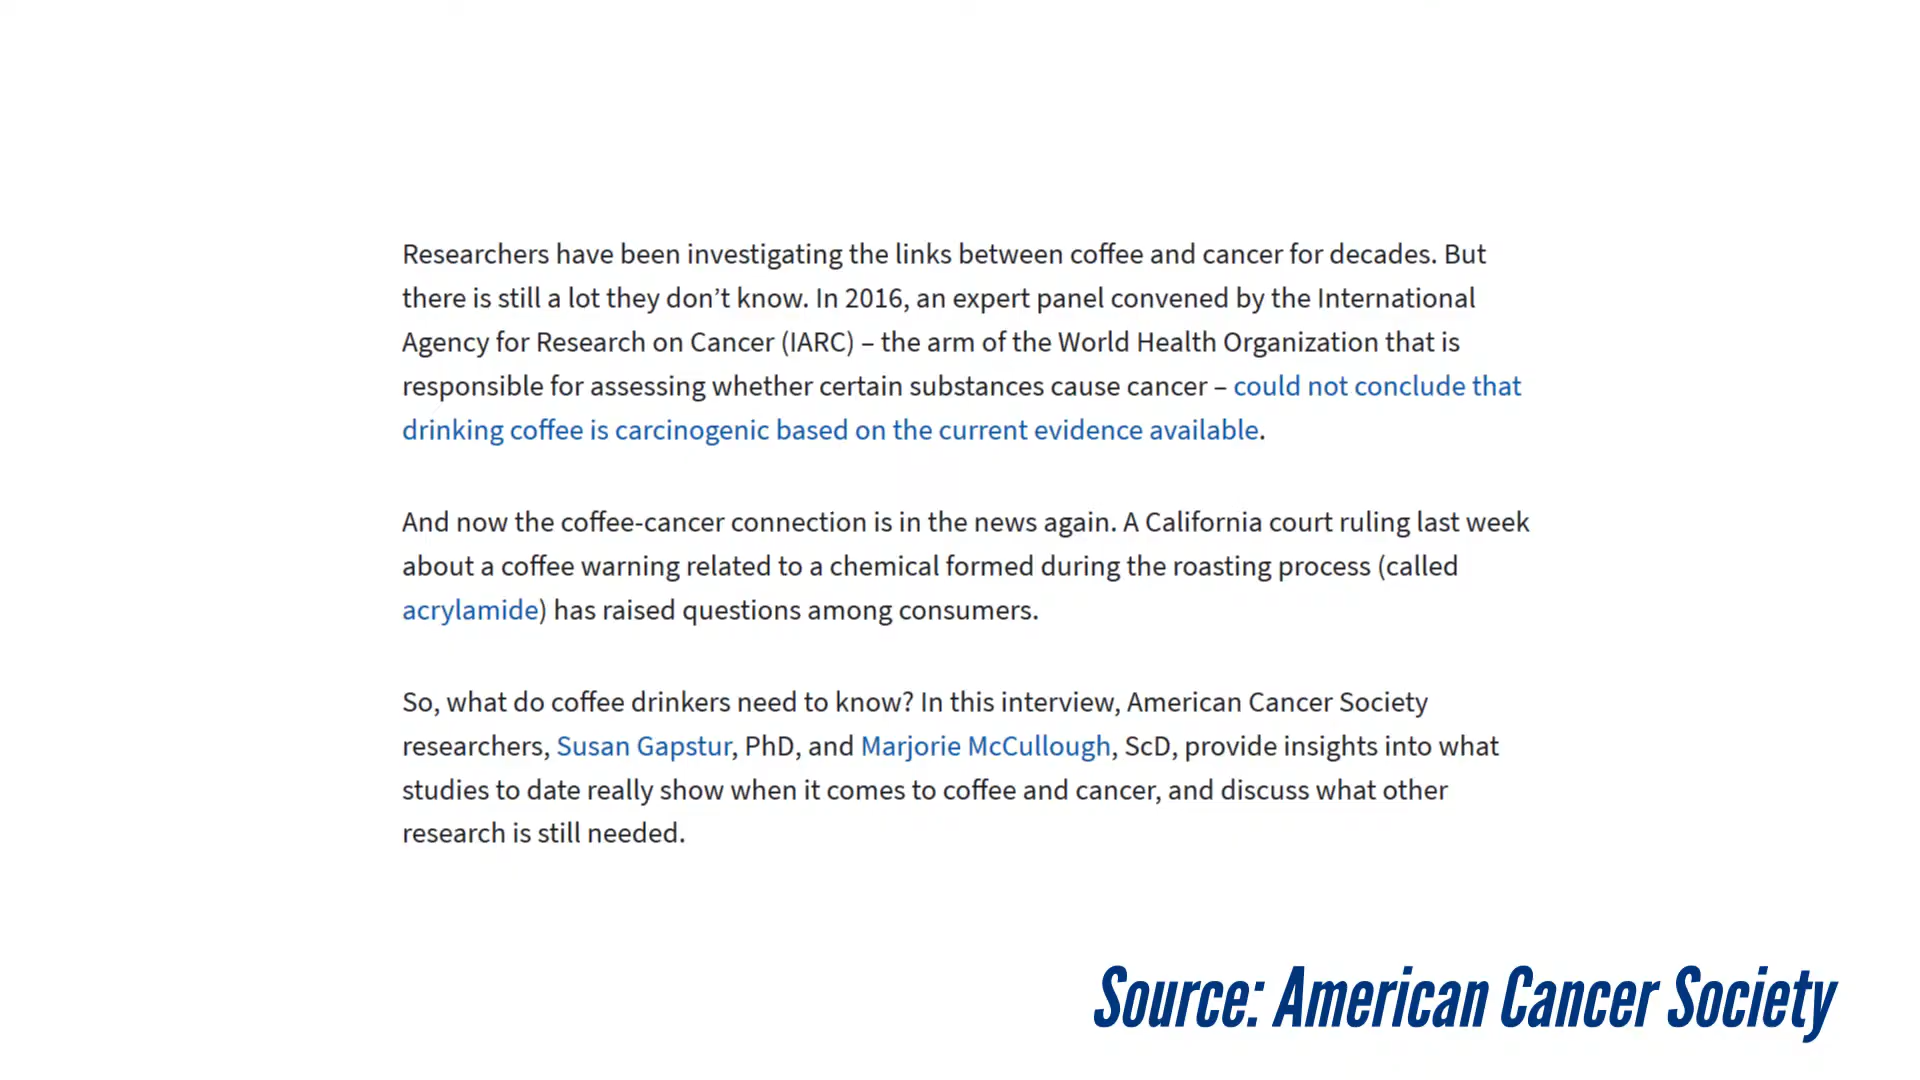 Researchers have been investigating the links between coffee and cancer for decades. But
there is still a lot they don’t know. In 2016, an expert panel convened by the International
Agency for Research on Cancer (IARC) – the arm of the World Health Organization that is
responsible for assessing whether certain substances cause cancer – could not conclude that
drinking coffee is carcinogenic based on the current evidence available.
And now the coffee-cancer connection is in the news again. A California court ruling last week
about a coffee warning related to a chemical formed during the roasting process (called
acrylamide) has raised questions among consumers.
So, what do coffee drinkers need to know? In this interview, American Cancer Society
researchers, Susan Gapstur, PhD, and Marjorie McCullough, ScD, provide insights into what
studies to date really show when it comes to coffee and cancer, and discuss what other
research is still needed.
Source: American Cancer Society